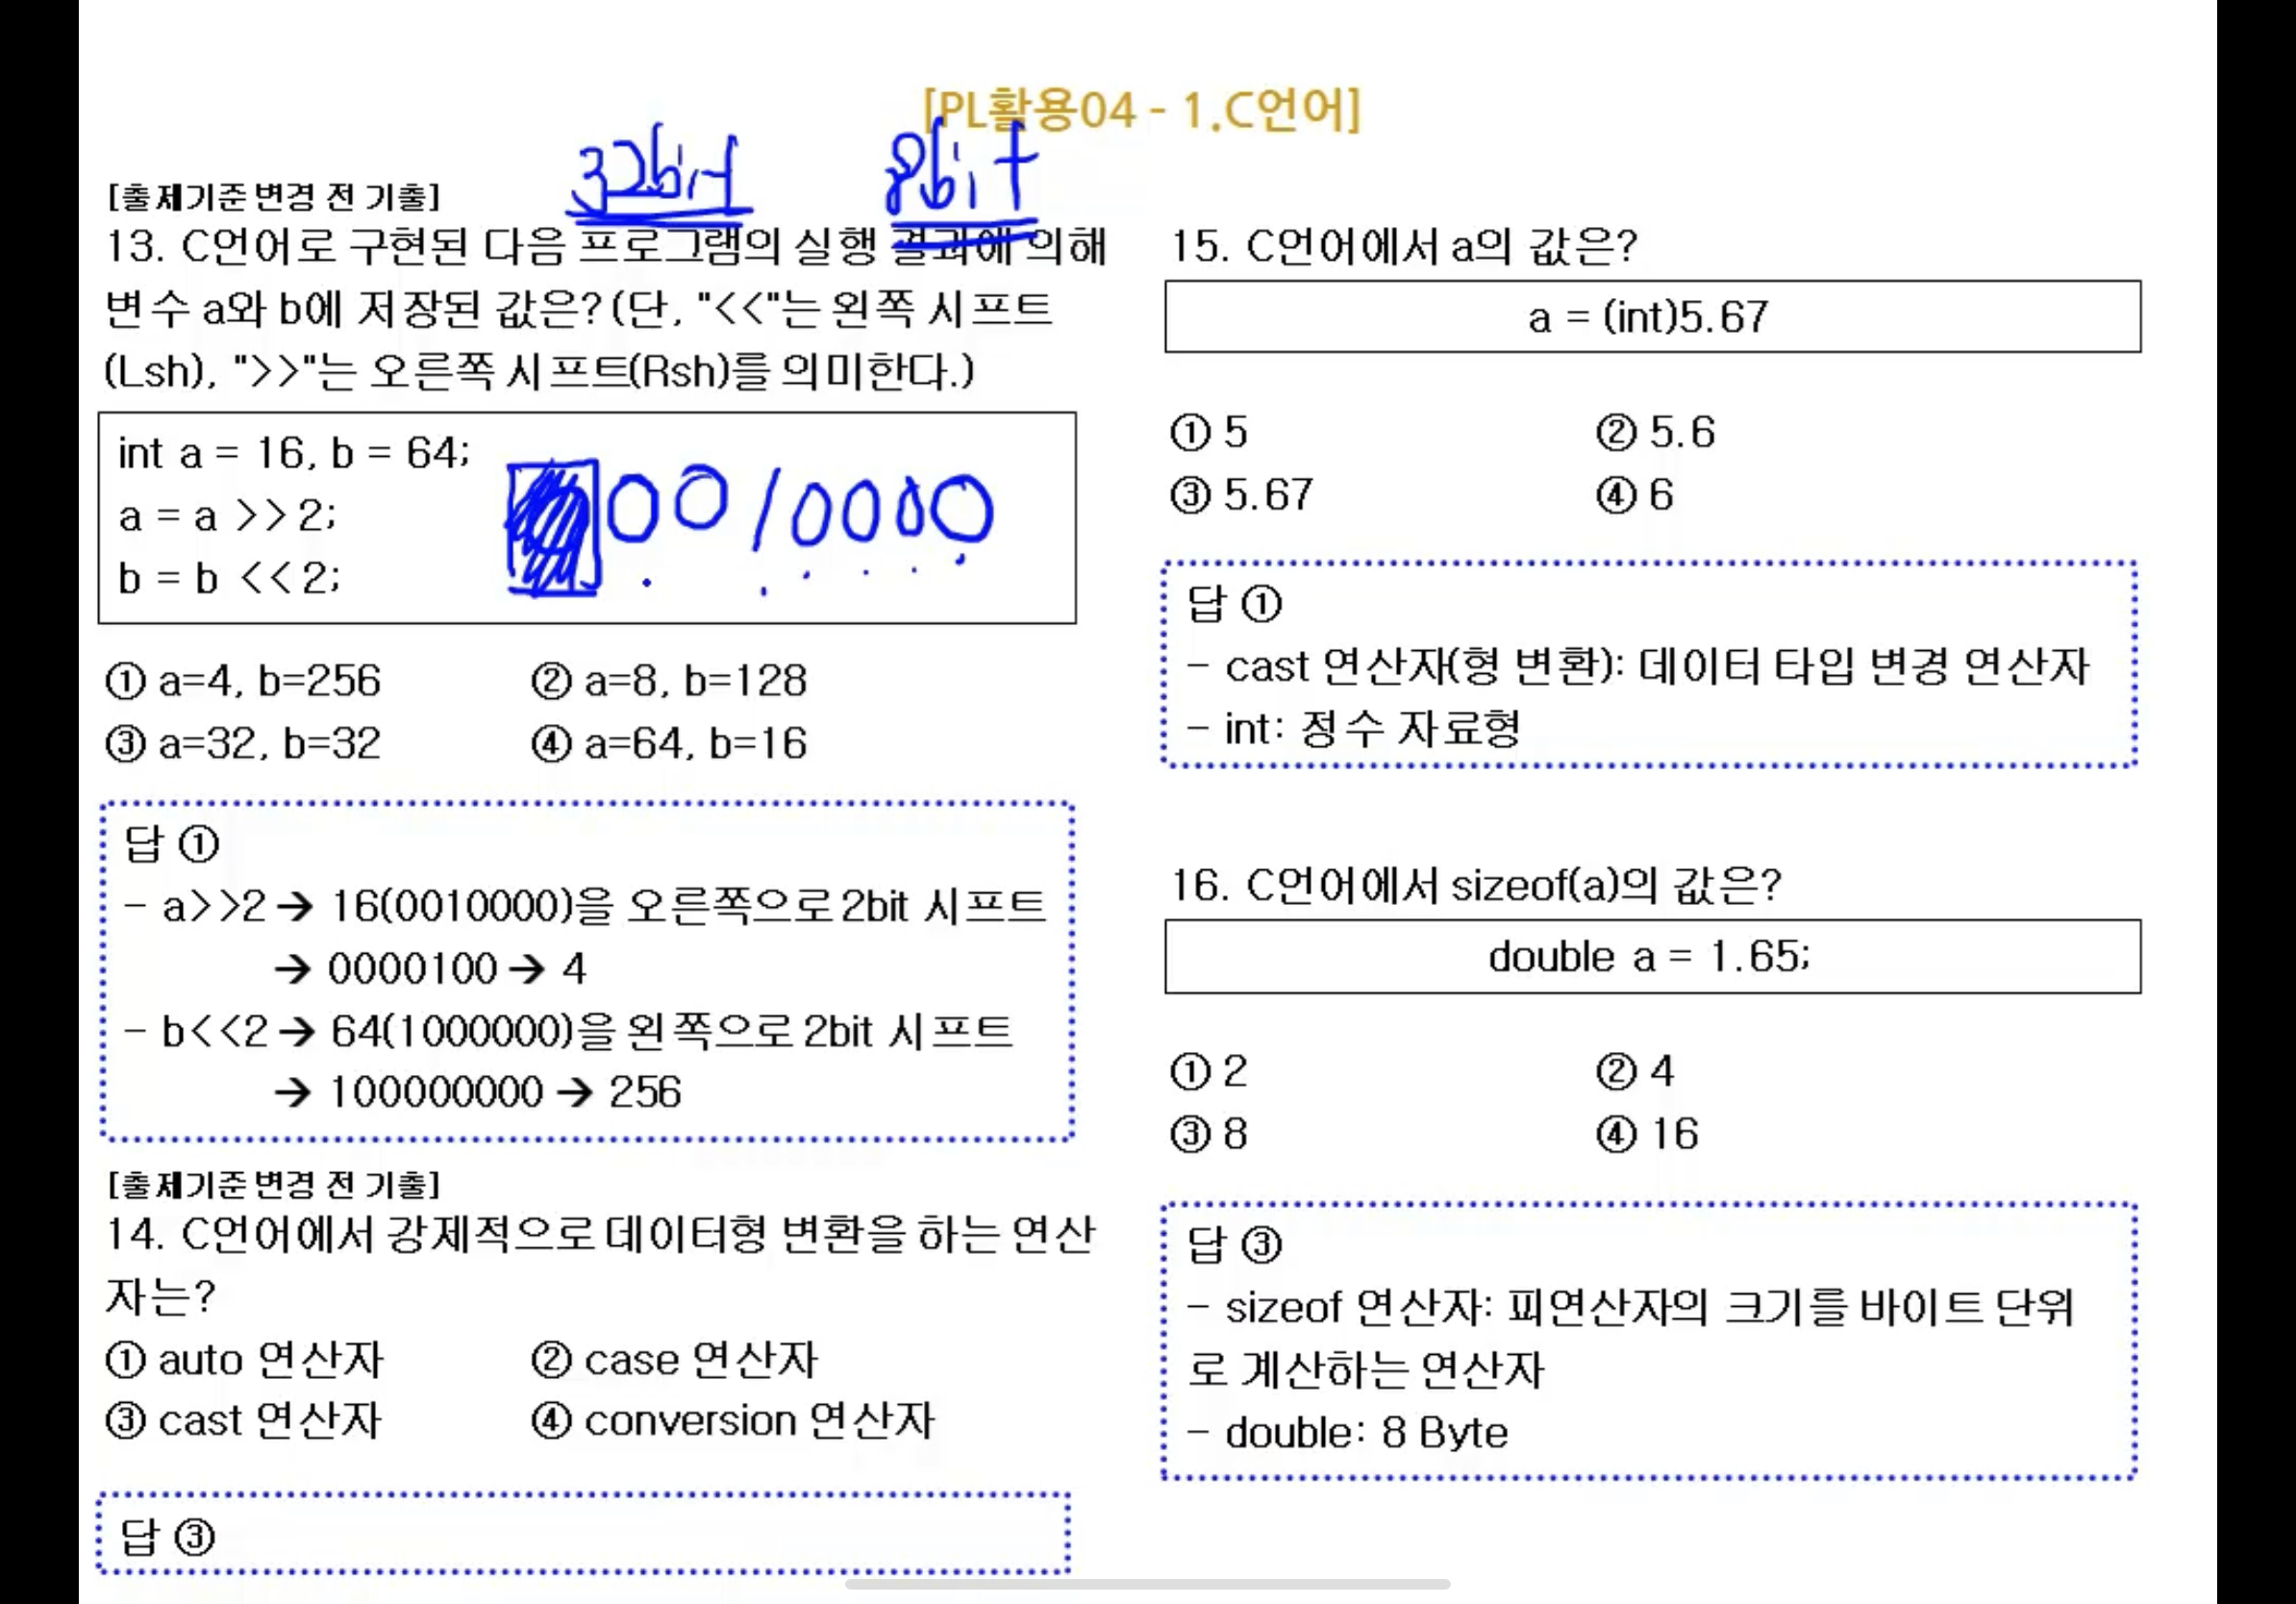 [PL활용04 - 1.C언어]
32bit 8bit
[출제기준변경 전 기출]
13. C언어로 구현된 다음 프로그램의 실행 결과에 의해
변수 a와 b에 저장된 값은?(단, "<<"는 왼쪽 시프트
(Lsh), ">>"는 오른쪽 시프트(Rsh)를 의미한다.)
int a = 16, b = 64;
a = a >>2;
b = b <<2;
0010000
① a=4, b=256 ② a=8, b=128
③ a=32, b=32 ④ a=64, b=16
답 ①
- a>>2 → 16(0010000)을 오른쪽으로 2bit 시프트
→ 0000100 → 4
- b<<2 → 64(1000000)을 왼쪽으로 2bit 시프트
→ 100000000 → 256
[출제기준변경 전 기출]
14. C언어에서 강제적으로 데이터형 변환을 하는 연산
자는?
① auto 연산자 ② case 연산자
③ cast 연산자 ④ conversion 연산자
답 ③
15. C언어에서 a의 값은?
a = (int)5.67
① 5 ② 5.6
③ 5.67 ④ 6
답 ①
- cast 연산자(형 변환): 데이터 타입 변경 연산자
- int: 정수 자료형
16. C언어에서 sizeof(a)의 값은?
double a = 1.65;
① 2 ② 4
③ 8 ④ 16
답 ③
- sizeof 연산자: 피연산자의 크기를 바이트 단위
로 계산하는 연산자
- double: 8 Byte